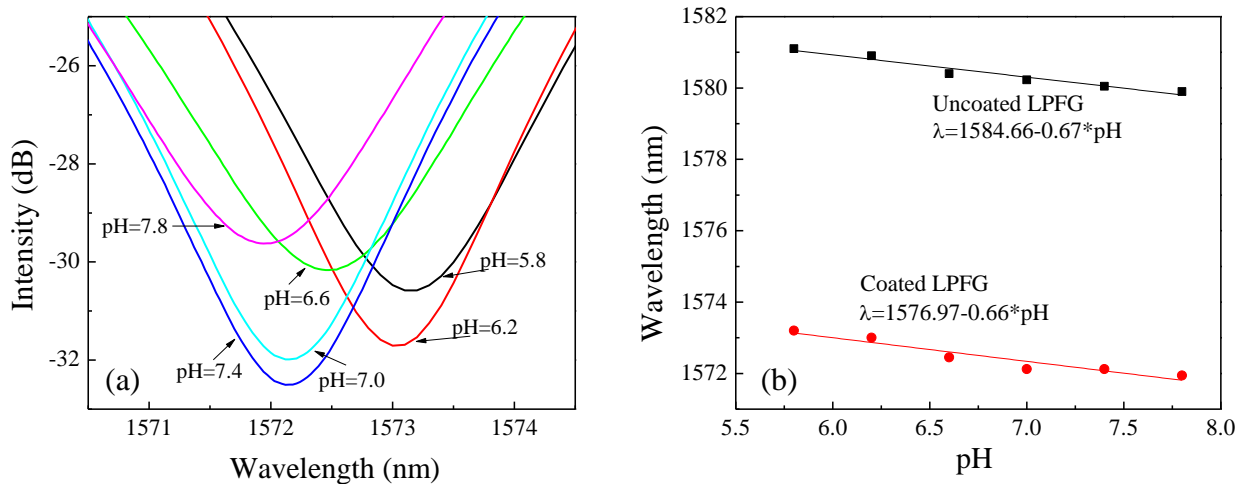 -26
-28
-30
-32
Intensity (dB)
pH=7.8
pH=6.6
pH=5.8
pH=6.2
pH=7.4
pH=7.0
(a)
1571
1572
1573
1574
Wavelength (nm)
1582
1580
1578
1576
1574
1572
Wavelength (nm)
Uncoated LPFG
λ=1584.66-0.67*pH
Coated LPFG
λ=1576.97-0.66*pH
(b)
5.5
6.0
6.5
7.0
7.5
8.0
pH